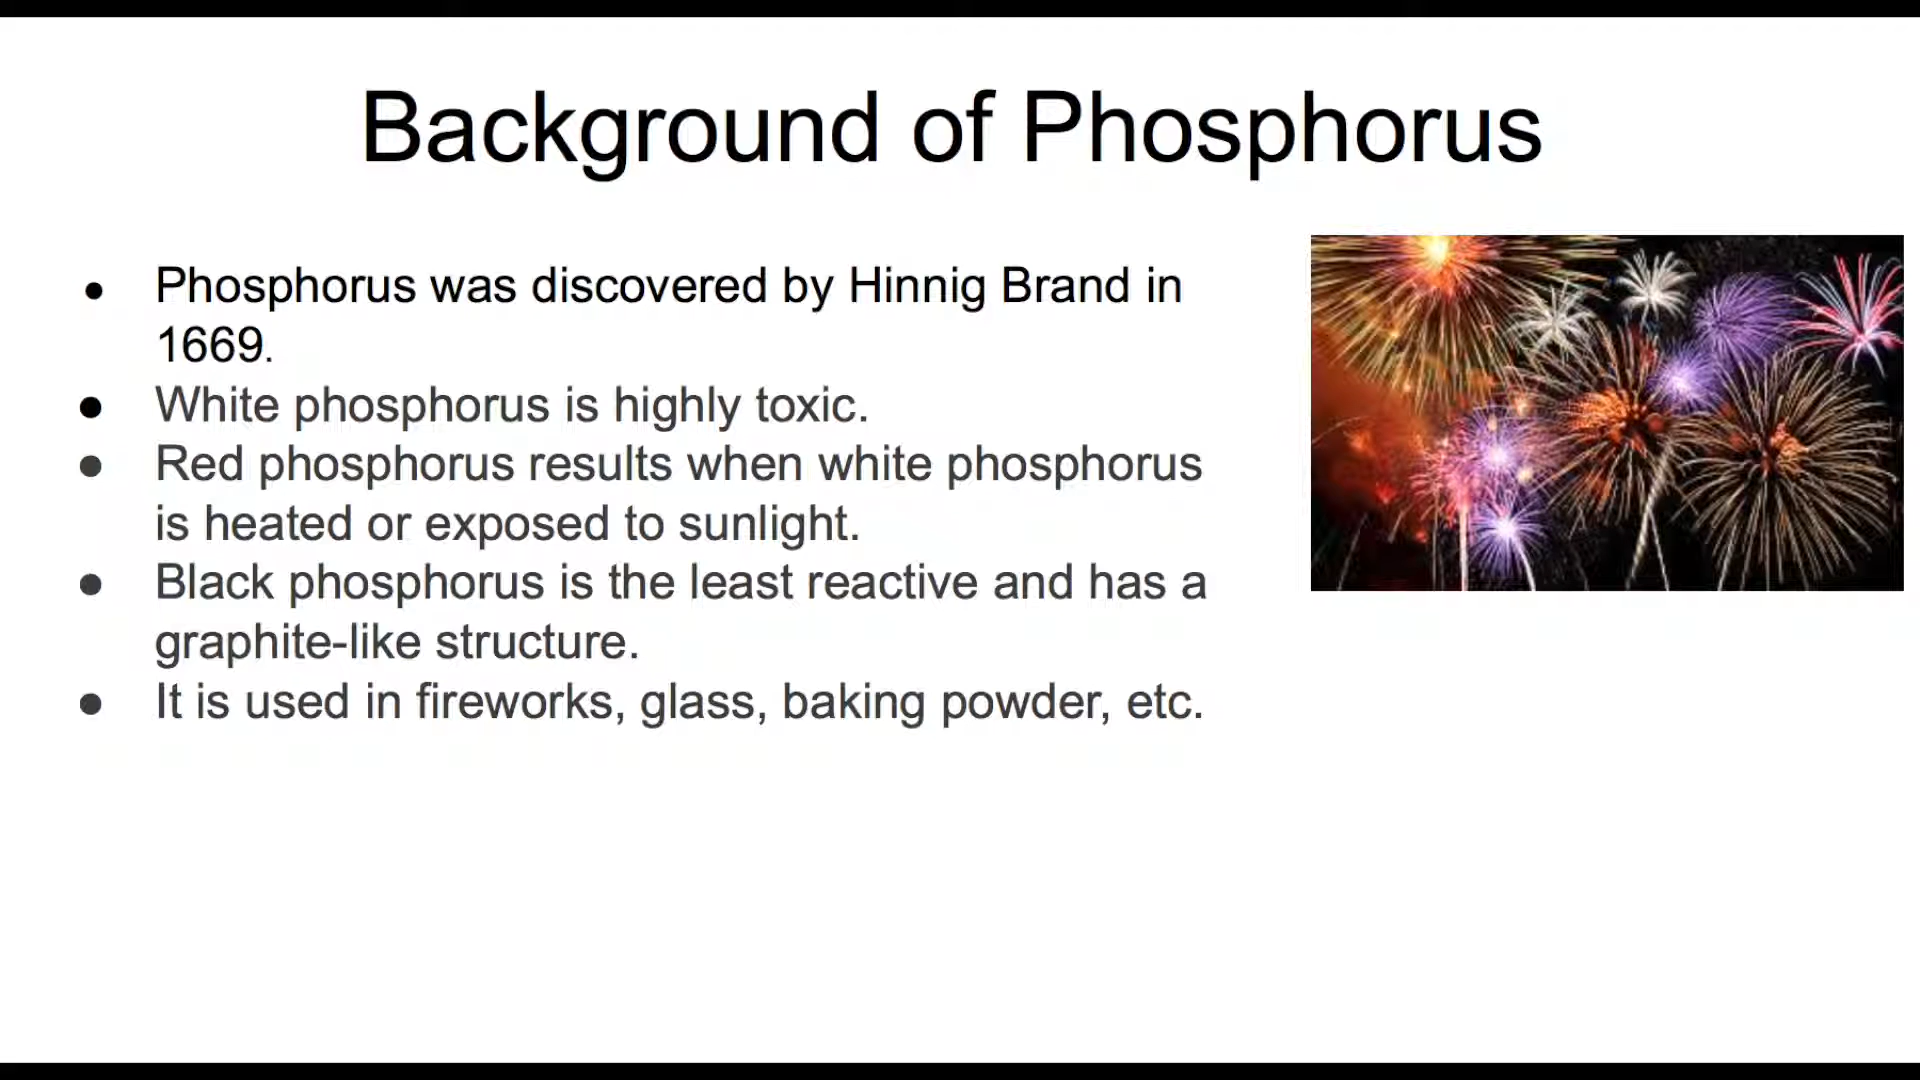 Background of Phosphorus
● Phosphorus was discovered by Hinnig Brand in
1669.
● White phosphorus is highly toxic.
● Red phosphorus results when white phosphorus
is heated or exposed to sunlight.
● Black phosphorus is the least reactive and has a
graphite-like structure.
● It is used in fireworks, glass, baking powder, etc.